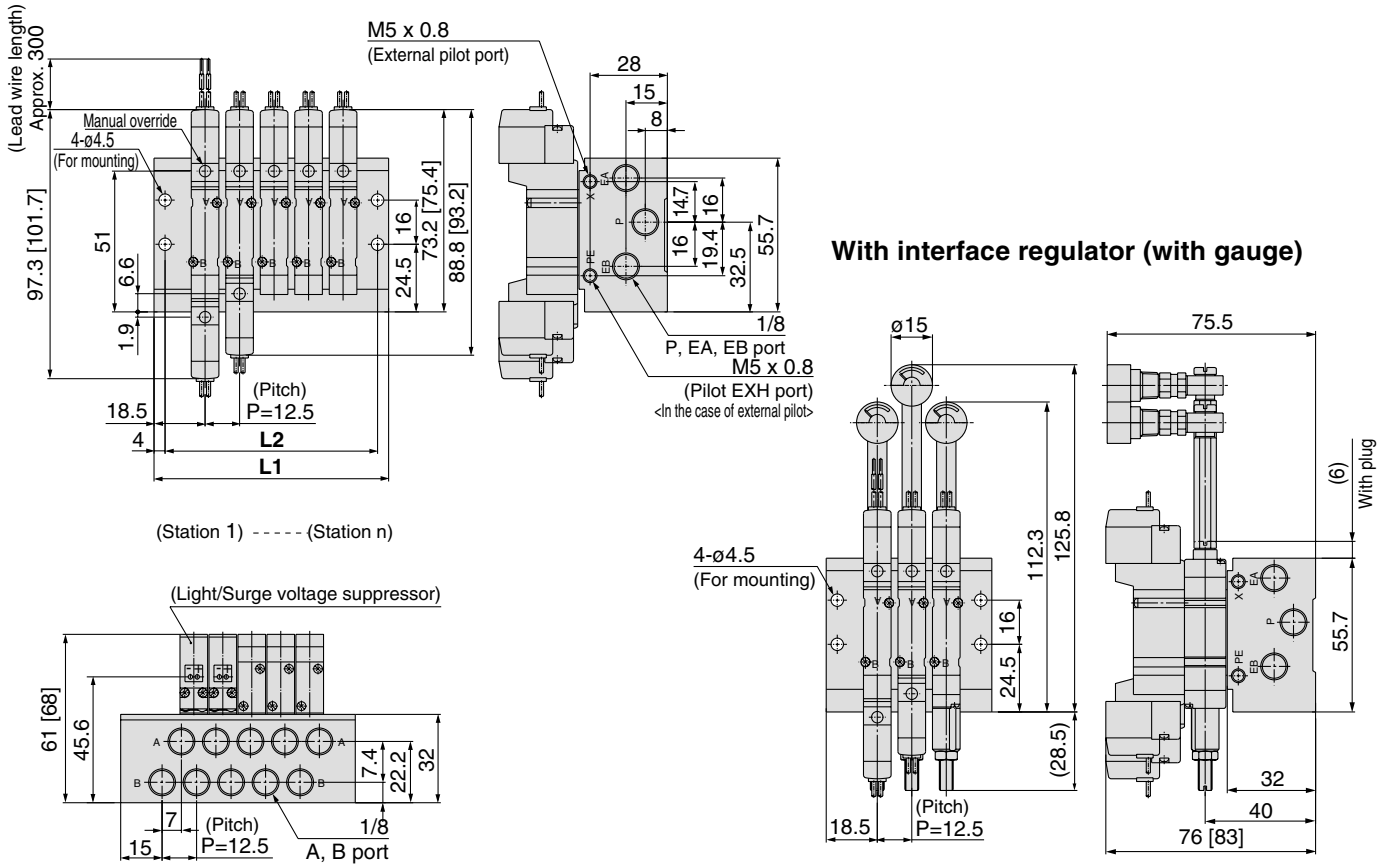 (Lead wire length)
Approx. 300
97.3 [101.7]
Manual override
4-ø4.5
(For mounting)
51
6.6
1.9
A
A
A
A
A
B
B
B
B
B
16
24.5
73.2 [75.4]
88.8 [93.2]
18.5
(Pitch)
P=12.5
4
L2
L1
(Station 1) ----- (Station n)
M5 x 0.8
(External pilot port)
28
15
8
X
EA
P
PE
EB
14.7
16
16
19.4
32.5
55.7
1/8
P, EA, EB port
M5 x 0.8
(Pilot EXH port)
<In the case of external pilot>
(Light/Surge voltage suppressor)
61 [68]
45.6
A
A
B
B
7.4
22.2
32
7
15
(Pitch)
P=12.5
1/8
A, B port
With interface regulator (with gauge)
ø15
4-ø4.5
(For mounting)
A
A
A
B
B
B
16
24.5
112.3
125.8
(28.5)
18.5
(Pitch)
P=12.5
75.5
(6)
With plug
X
EA
P
PE
EB
55.7
32
40
76 [83]